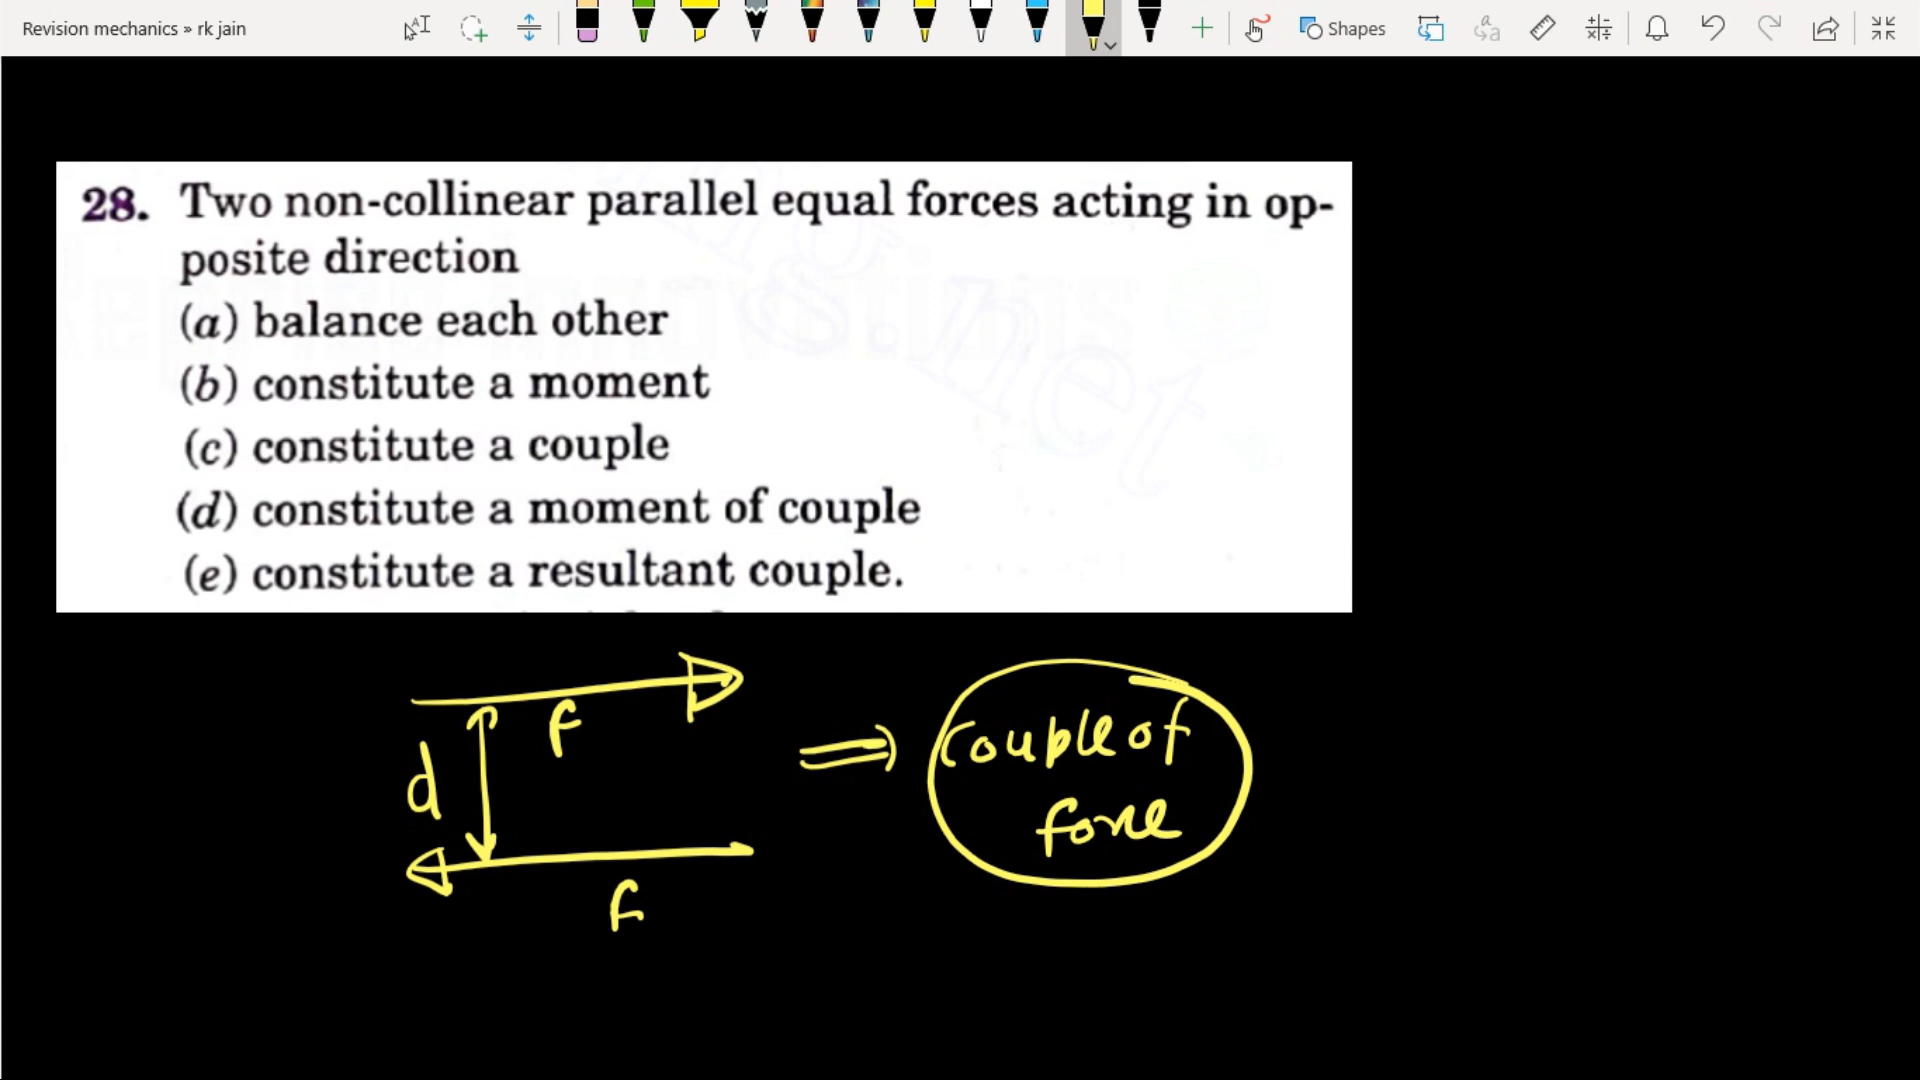 Revision mechanics » rk jain
Shapes
28. Two non-collinear parallel equal forces acting in op-
posite direction
(a) balance each other
(b) constitute a moment
(c) constitute a couple
(d) constitute a moment of couple
(e) constitute a resultant couple.
F
d
F
Couple of
force